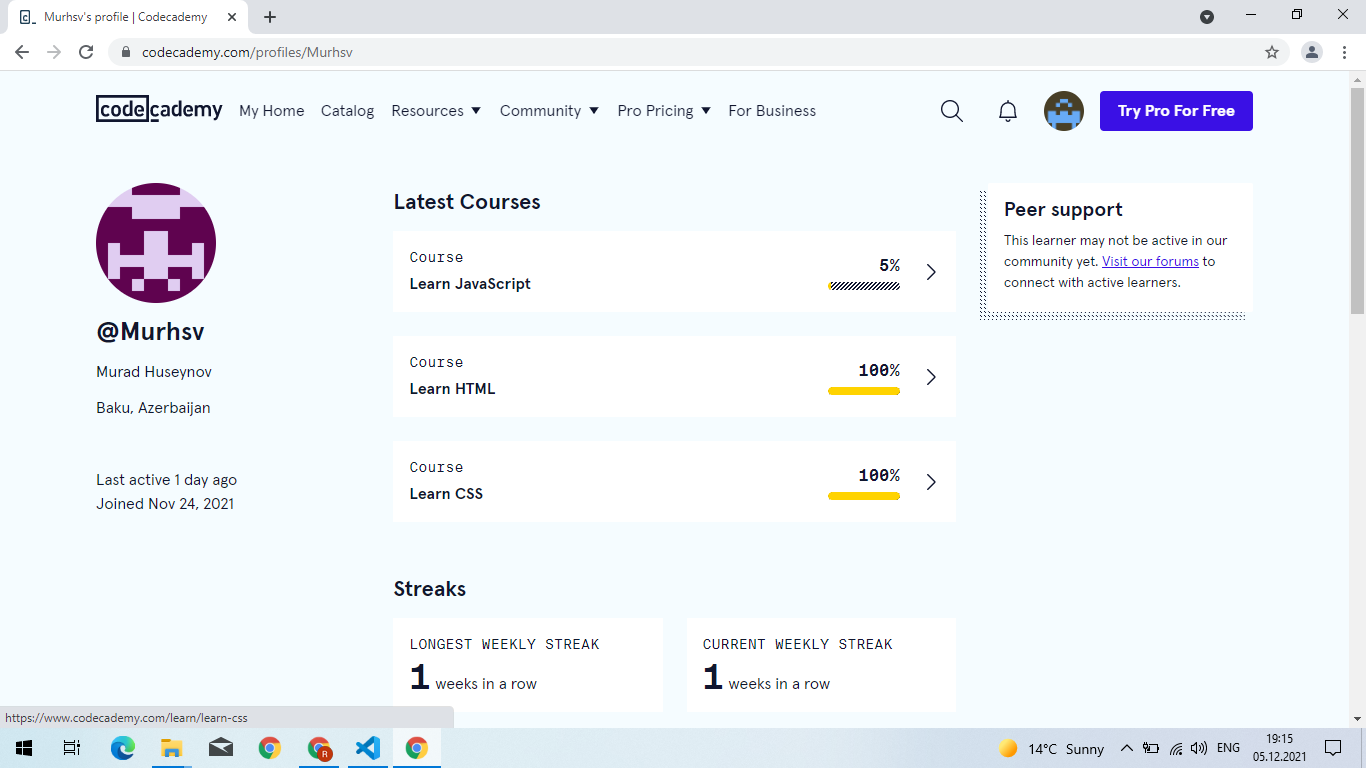 Murhsv's profile | Codecademy
codecademy.com/profiles/Murhsv
codecademy My Home Catalog Resources Community Pro Pricing For Business Try Pro For Free
@Murhsv
Murad Huseynov
Baku, Azerbaijan
Last active 1 day ago
Joined Nov 24, 2021
Latest Courses
Course
Learn JavaScript
5%
Course
Learn HTML
100%
Course
Learn CSS
100%
Streaks
LONGEST WEEKLY STREAK
1 weeks in a row
CURRENT WEEKLY STREAK
1 weeks in a row
Peer support
This learner may not be active in our
community yet. Visit our forums to
connect with active learners.
https://www.codecademy.com/learn/learn-css
R
14°C Sunny
ENG
19:15
05.12.2021